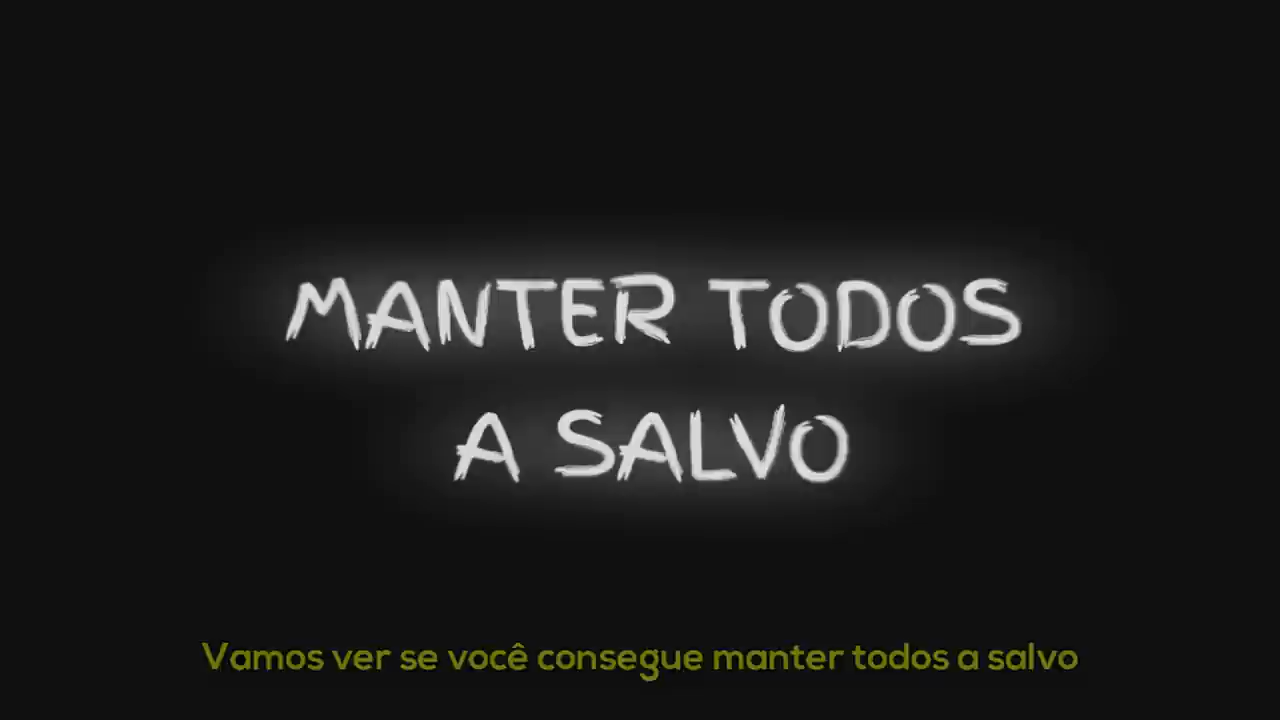 MANTER TODOS
A SALVO
Vamos ver se você consegue manter todos a salvo